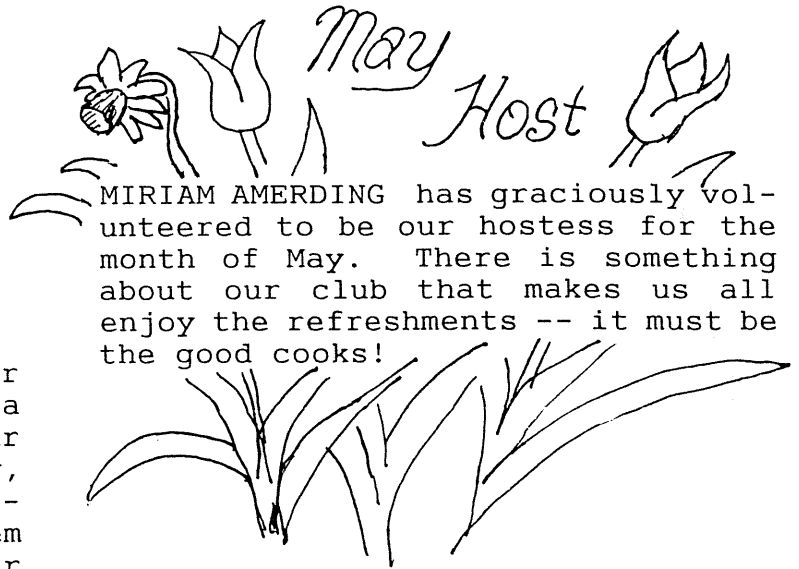 May
Host
MIRIAM AMERDING has graciously vol-
unteered to be our hostess for the
month of May. There is something
about our club that makes us all
enjoy the refreshments -- it must be
the good cooks!
r
a
r
,
-
em
r